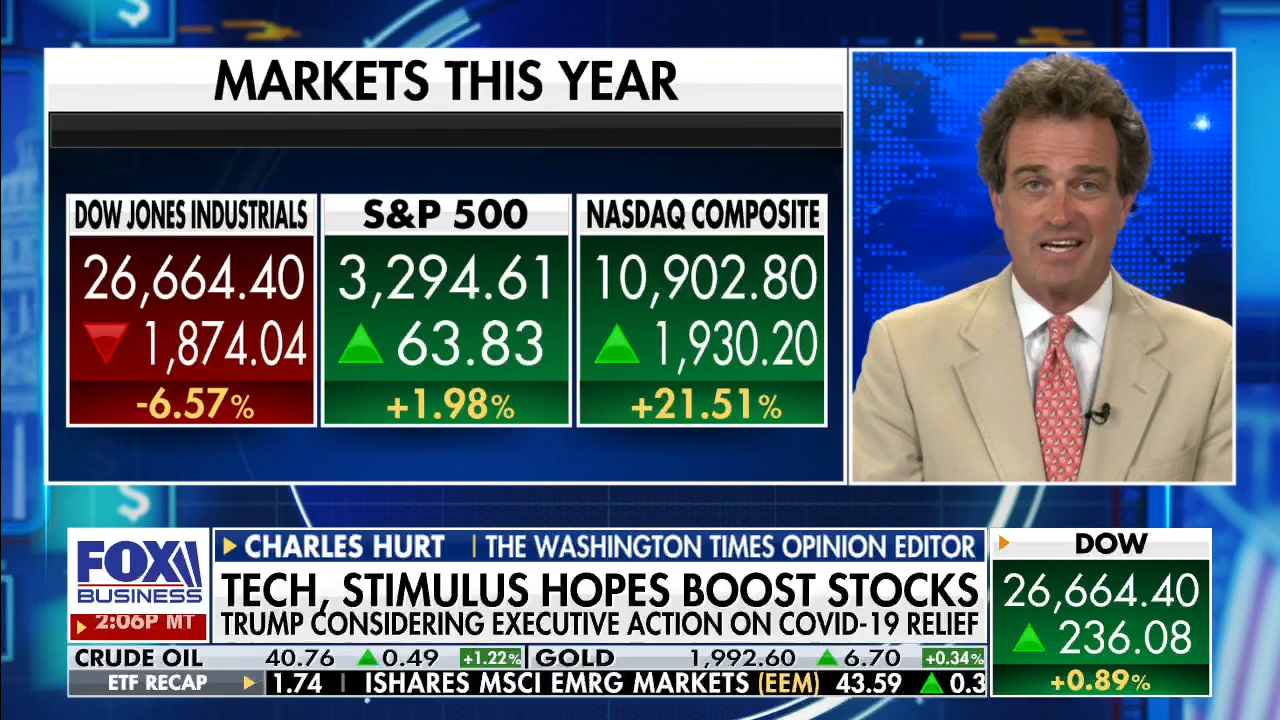 MARKETS THIS YEAR
DOW JONES INDUSTRIALS
26,664.40
1,874.04
-6.57%
S&P 500
3,294.61
63.83
+1.98%
NASDAQ COMPOSITE
10,902.80
1,930.20
+21.51%
FOX
BUSINESS
2:06P MT
CHARLES HURT | THE WASHINGTON TIMES OPINION EDITOR
TECH, STIMULUS HOPES BOOST STOCKS
TRUMP CONSIDERING EXECUTIVE ACTION ON COVID-19 RELIEF
CRUDE OIL 40.76 0.49 +1.22% GOLD 1,992.60 6.70 +0.34%
ETF RECAP 1.74 | ISHARES MSCI EMRG MARKETS (EEM) 43.59 0.3
DOW
26,664.40
236.08
+0.89%